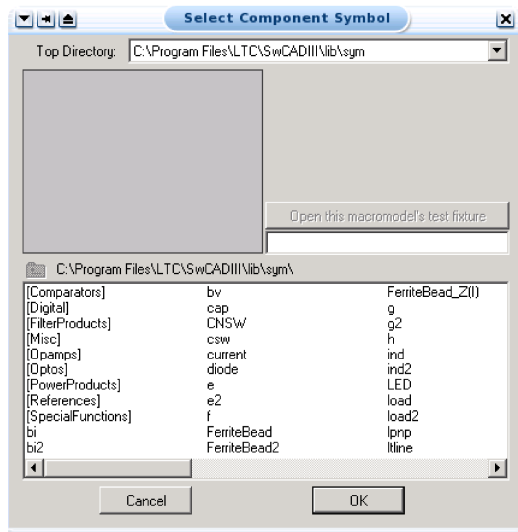 Select Component Symbol
Top Directory: C:\Program Files\LTC\SwCADIII\lib\sym
Open this macromodel's test fixture
C:\Program Files\LTC\SwCADIII\lib\sym\
[Comparators] bv FerriteBead_Z(I)
[Digital] cap g
[FilterProducts] CNSW g2
[Misc] csw h
[Opamps] current ind
[Optos] diode ind2
[PowerProducts] e LED
[References] e2 load
[SpecialFunctions] f load2
bi FerriteBead lpnp
bi2 FerriteBead2 ltline
Cancel OK